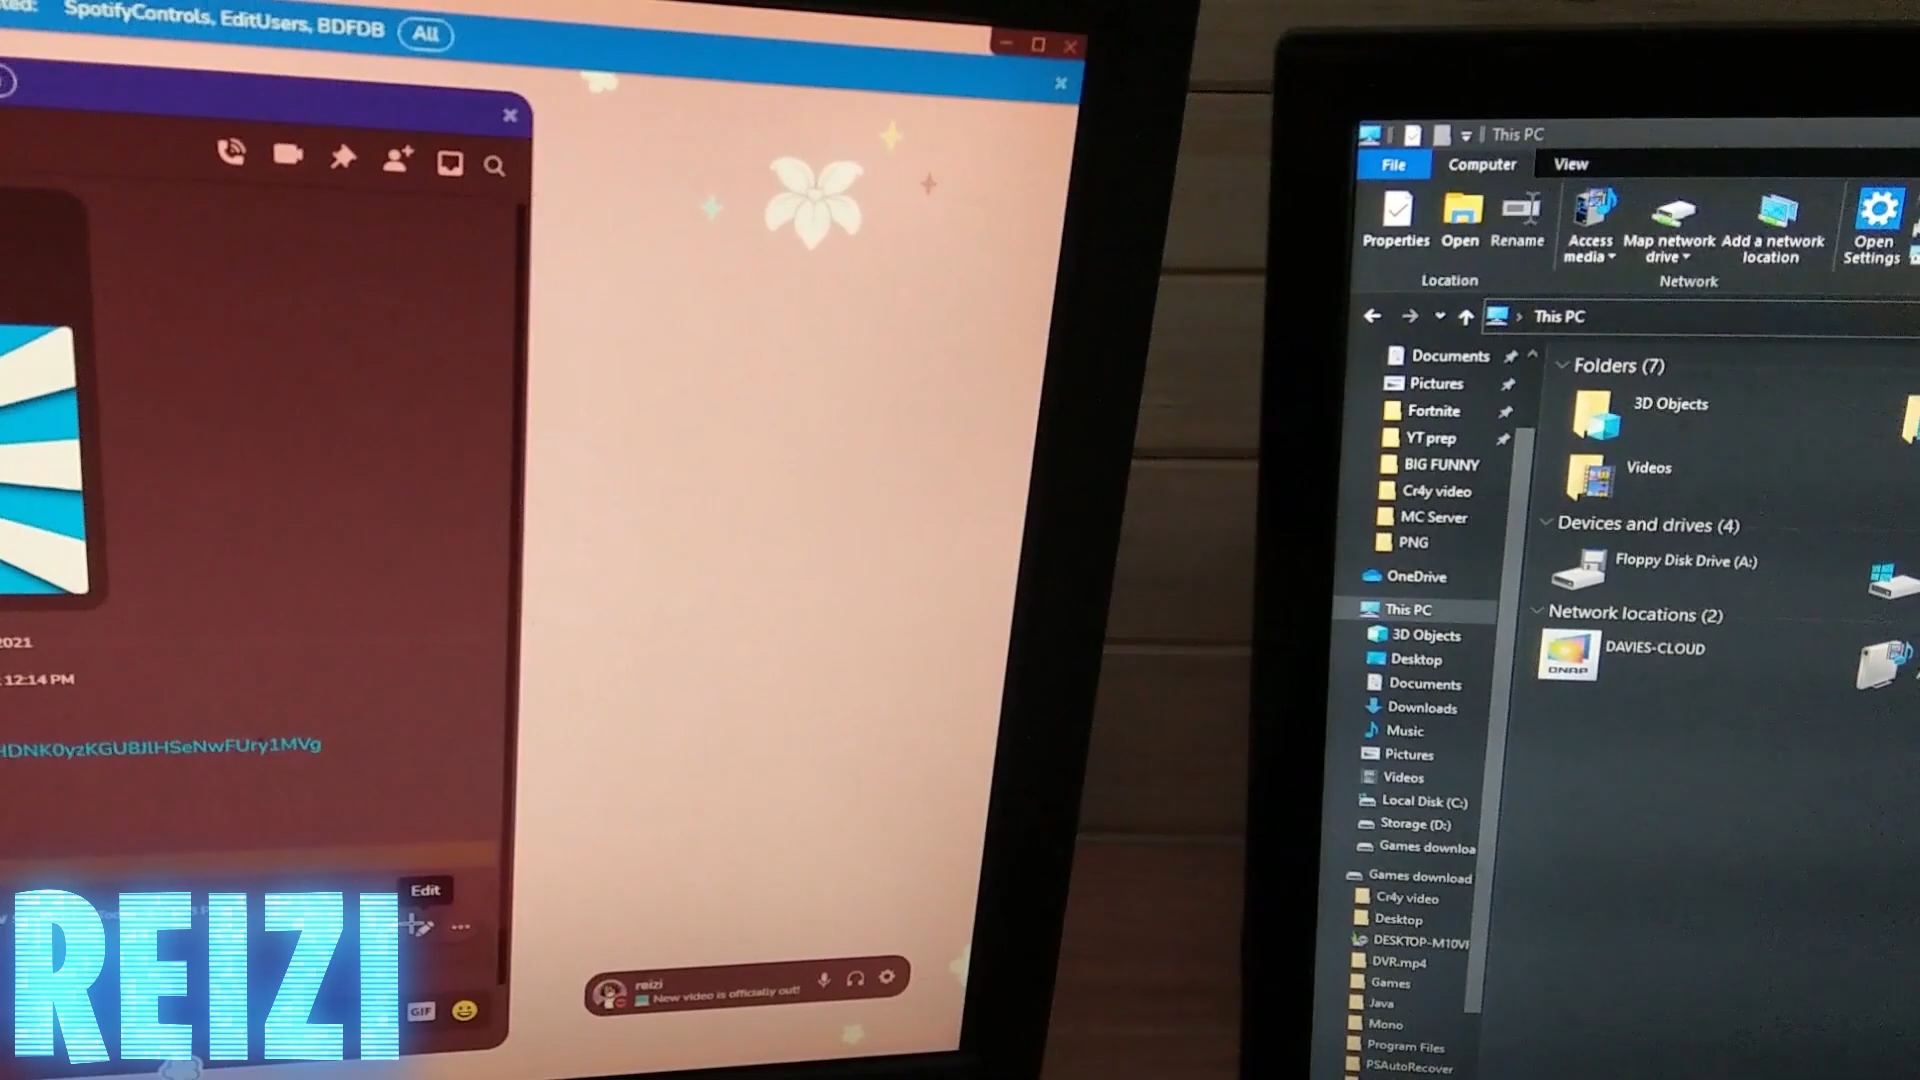 SpotifyControls, EditUsers, BDFDB
All
2021
12:14 PM
HDNK0yzKGU8JlHSeNwFUry1MVg
Edit
REIZI
GIF
reizi
New video is officially out!
This PC
File
Computer
View
Properties
Open
Rename
Access media
Map network drive
Add a network location
Open Settings
Location
Network
This PC
Documents
Pictures
Fortnite
YT prep
BIG FUNNY
Cr4y video
MC Server
PNG
OneDrive
This PC
3D Objects
Desktop
Documents
Downloads
Music
Pictures
Videos
Local Disk (C:)
Storage (D:)
Games downloa
Games download
Cr4y video
Desktop
DESKTOP-M10VF
DVR.mp4
Games
Java
Mono
Program Files
PSAutoRecover
Folders (7)
3D Objects
Videos
Devices and drives (4)
Floppy Disk Drive (A:)
Network locations (2)
QNAP
DAVIES-CLOUD